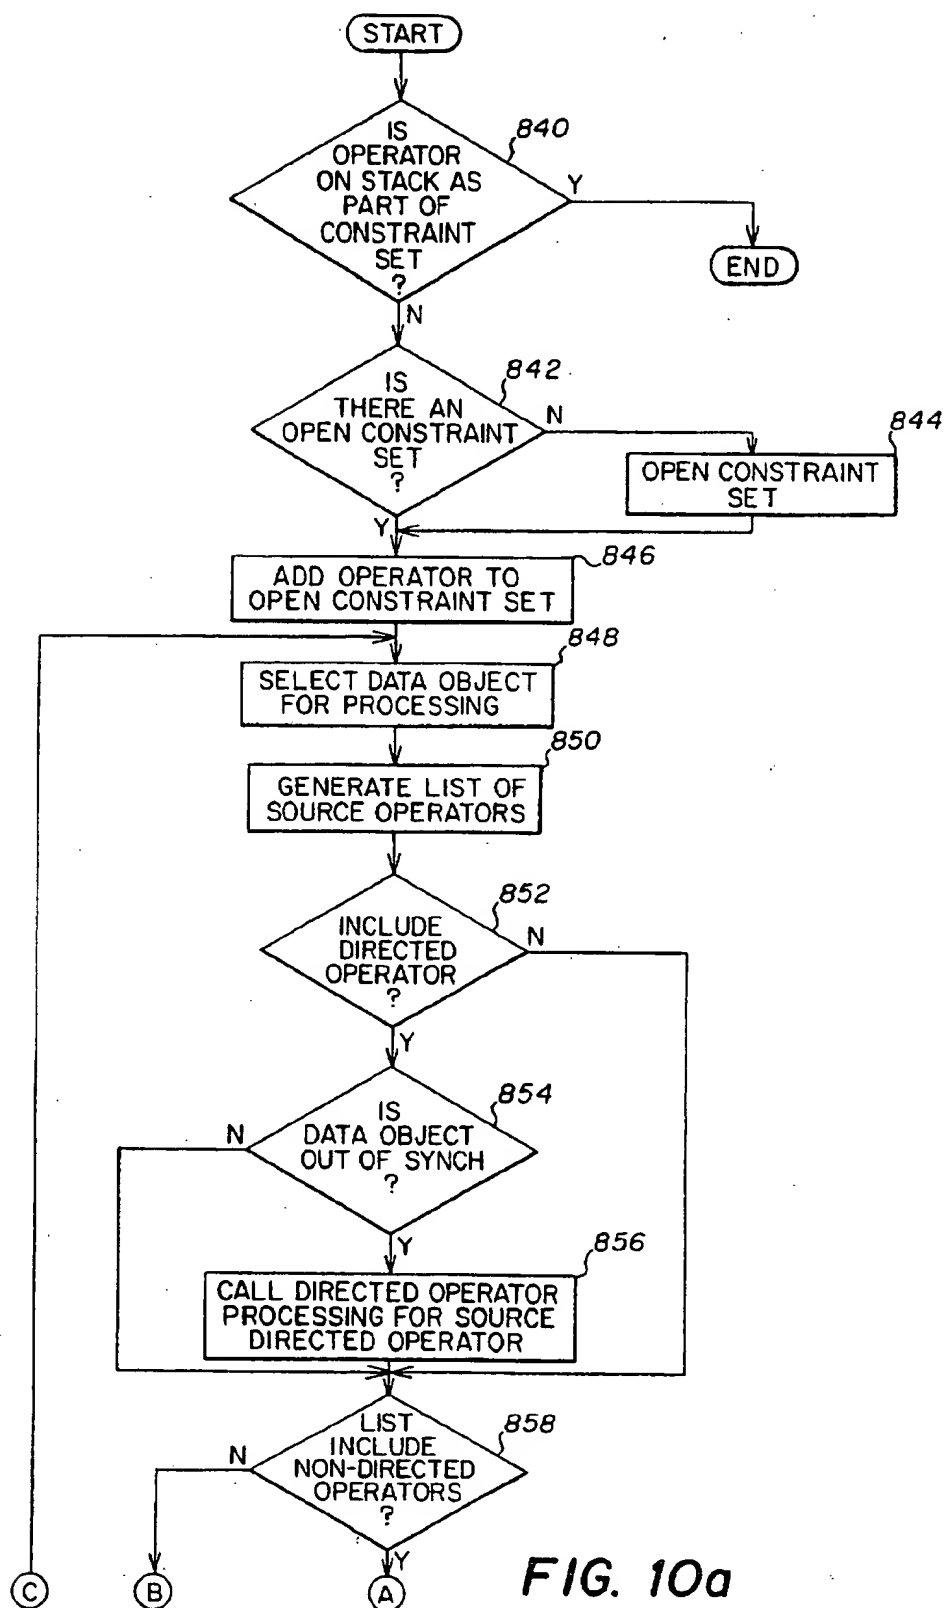 START
840
IS
OPERATOR
ON STACK AS
PART OF
CONSTRAINT
SET
?
Y
END
N
842
IS
THERE AN
OPEN CONSTRAINT
SET
?
N
844
OPEN CONSTRAINT
SET
Y
846
ADD OPERATOR TO
OPEN CONSTRAINT SET
848
SELECT DATA OBJECT
FOR PROCESSING
850
GENERATE LIST OF
SOURCE OPERATORS
852
INCLUDE
DIRECTED
OPERATOR
?
N
Y
854
IS
DATA OBJECT
OUT OF SYNCH
?
N
Y
856
CALL DIRECTED OPERATOR
PROCESSING FOR SOURCE
DIRECTED OPERATOR
858
LIST
INCLUDE
NON-DIRECTED
OPERATORS
?
N
Y
C
B
A
FIG. 10a